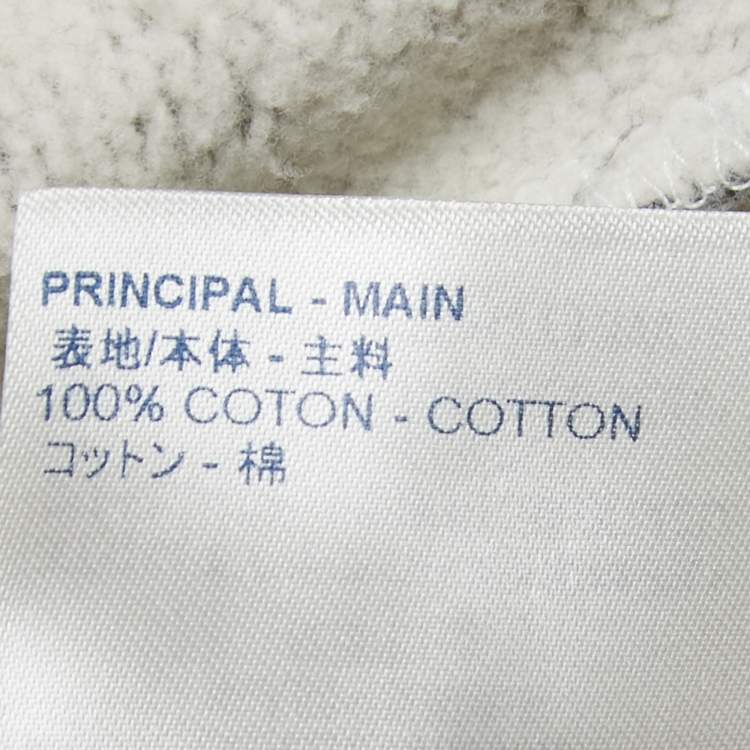 PRINCIPAL - MAIN
表地/本体 - 主料
100% COTON - COTTON
コットン - 棉